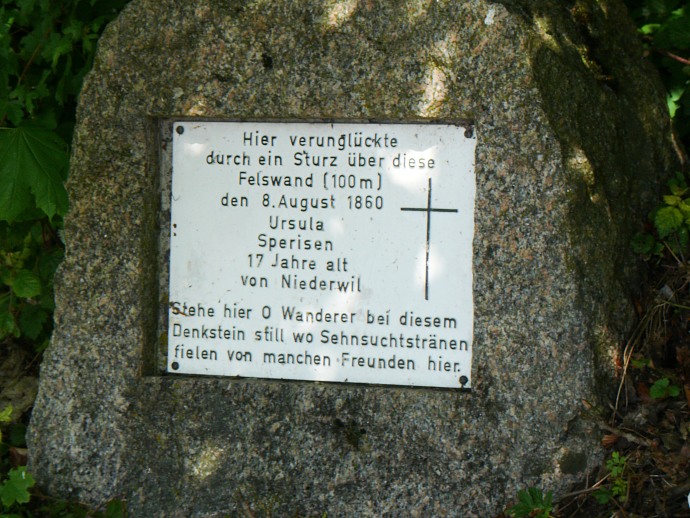 Hier verunglückte
durch ein Sturz über diese
Felswand (100m)
den 8. August 1860
Ursula
Sperisen
17 Jahre alt
von Niederwil
Stehe hier O Wanderer bei diesem
Denkstein still wo Sehnsuchtstränen
fielen von manchen Freunden hier.